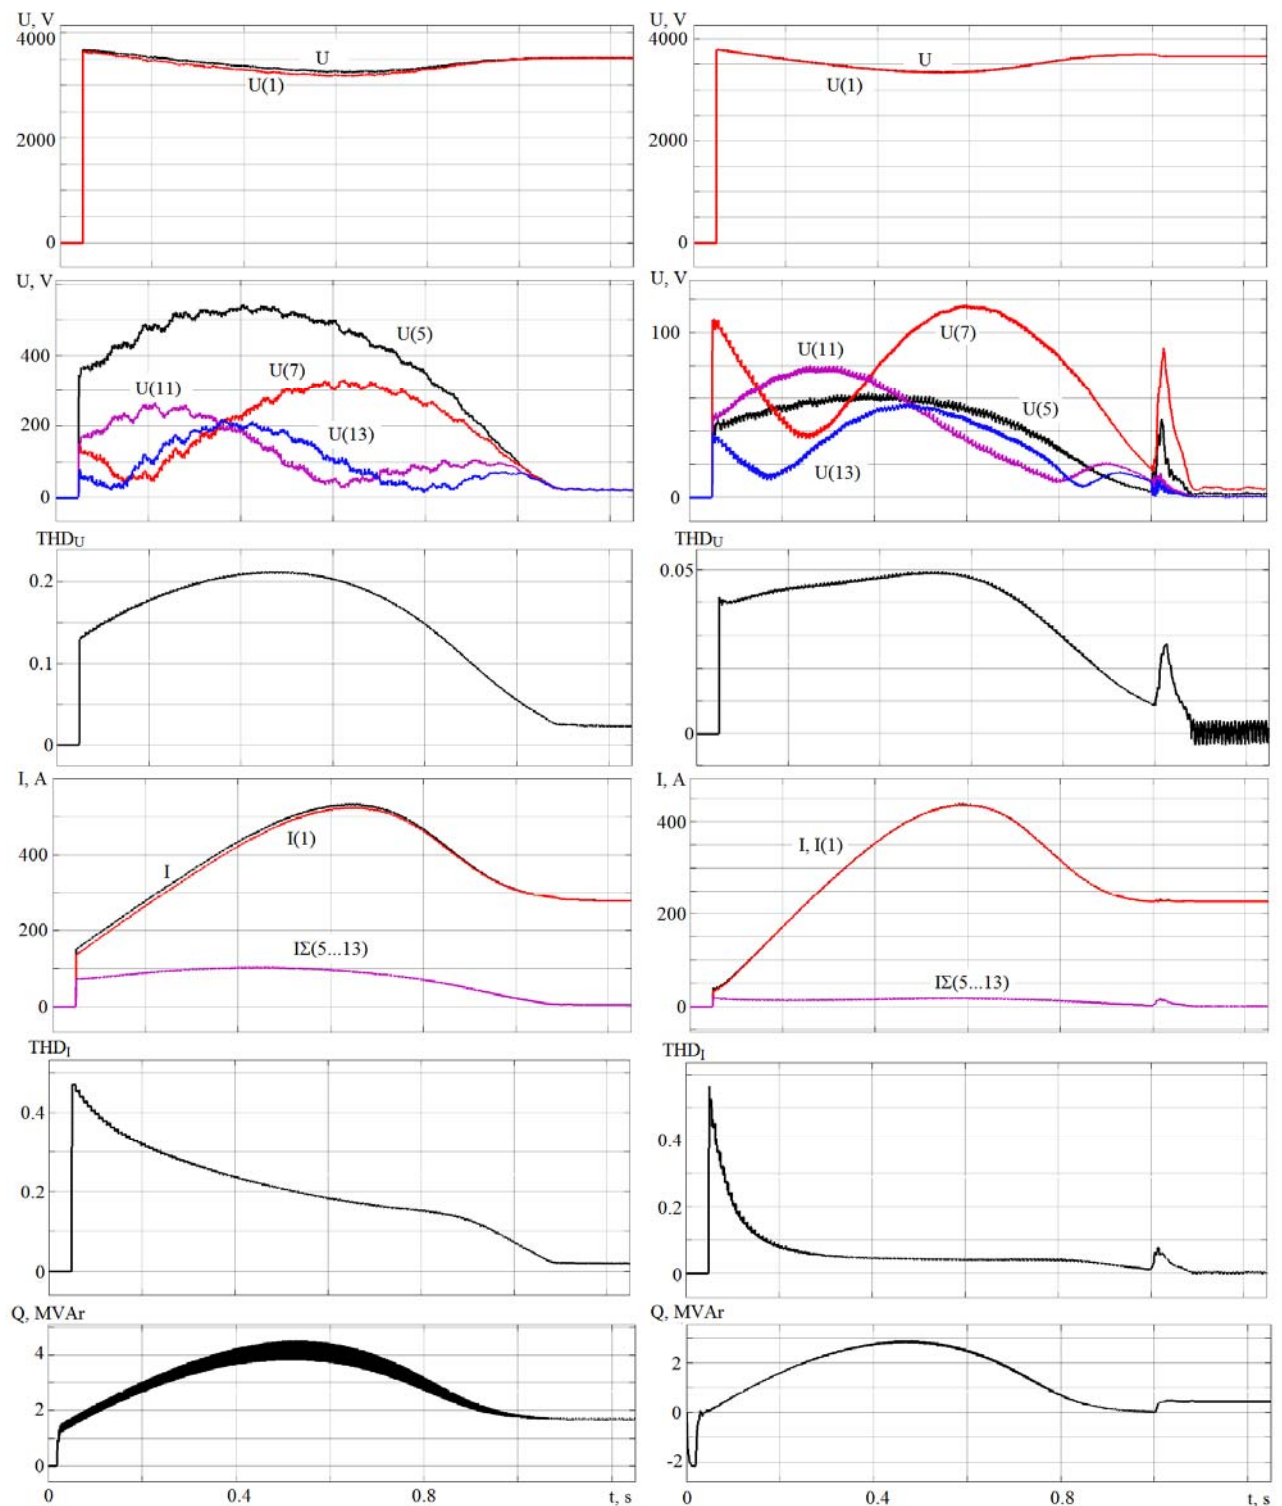 U, V
4000
2000
0
U
U(1)
U, V
4000
2000
0
U
U(1)
U, V
400
200
0
U(5)
U(7)
U(11)
U(13)
U, V
100
0
U(11)
U(7)
U(5)
U(13)
THDU
0.2
0.1
0
THDU
0.05
0
I, A
400
200
0
I
I(1)
IΣ(5...13)
I, A
400
200
0
I, I(1)
IΣ(5...13)
THDI
0.4
0.2
0
THDI
0.4
0.2
0
Q, MVAr
4
2
0
0 0.4 0.8 t, s
Q, MVAr
2
0
-2
0 0.4 0.8 t, s